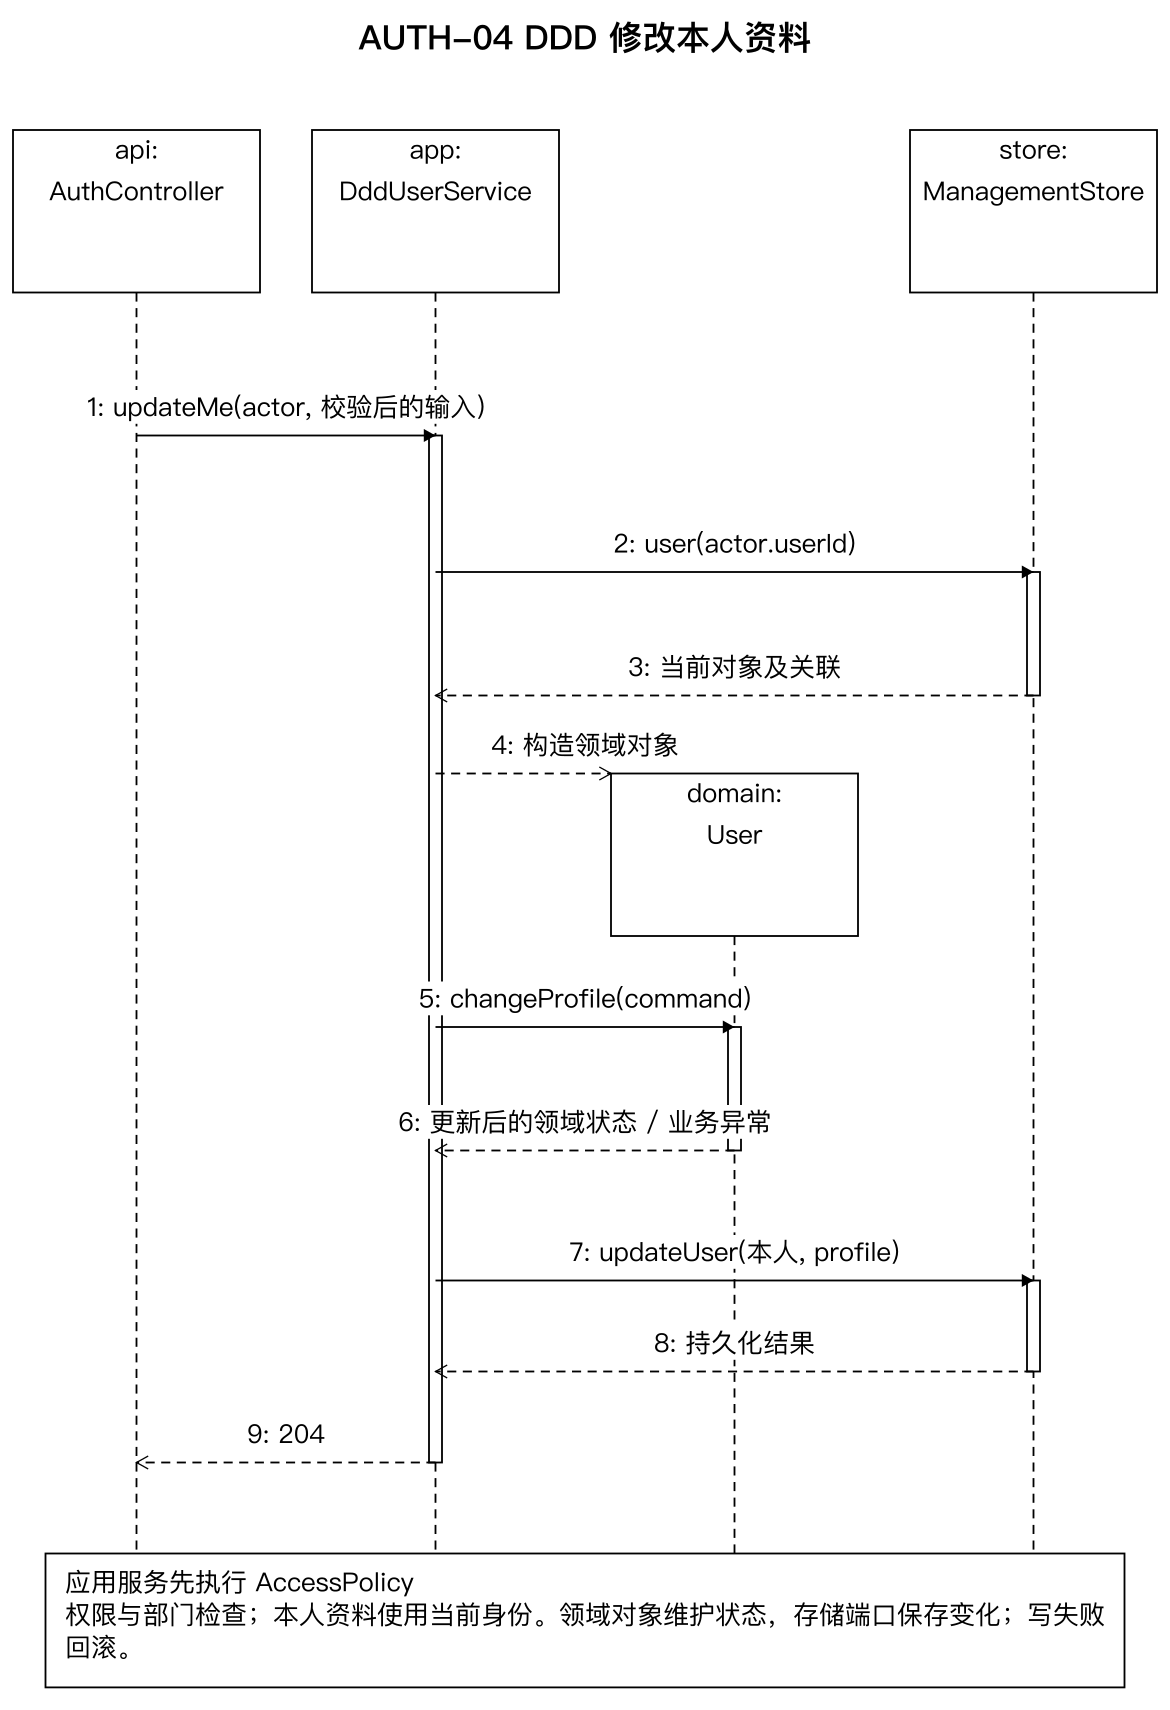 AUTH-04 DDD 修改本人资料
api:
AuthController
app:
DddUserService
store:
ManagementStore
1: updateMe(actor, 校验后的输入)
2: user(actor.userId)
3: 当前对象及关联
4: 构造领域对象
domain:
User
5: changeProfile(command)
6: 更新后的领域状态 / 业务异常
7: updateUser(本人, profile)
8: 持久化结果
9: 204
应用服务先执行 AccessPolicy
权限与部门检查；本人资料使用当前身份。领域对象维护状态，存储端口保存变化；写失败
回滚。